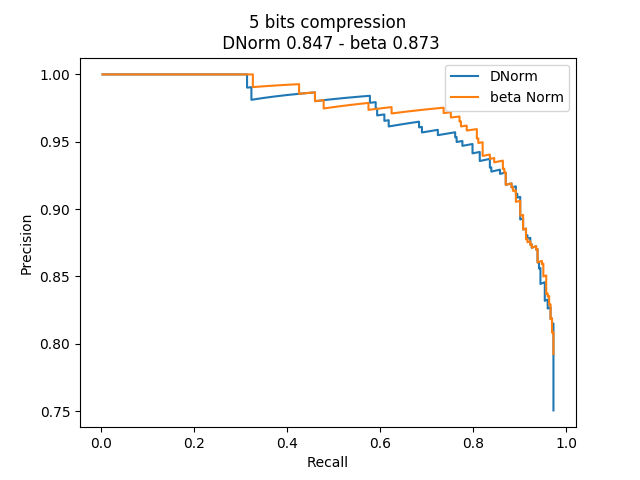 5 bits compression
DNorm 0.847 - beta 0.873
DNorm
beta Norm
1.00
0.95
0.90
0.85
0.80
0.75
Precision
0.0 0.2 0.4 0.6 0.8 1.0
Recall